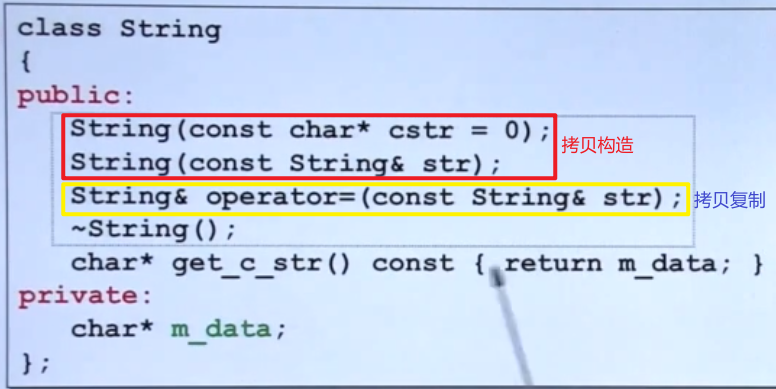 class String
{
public:
String(const char* cstr = 0);
String(const String& str);
拷贝构造
String& operator=(const String& str);
拷贝复制
~String();
char* get_c_str() const { return m_data; }
private:
char* m_data;
};